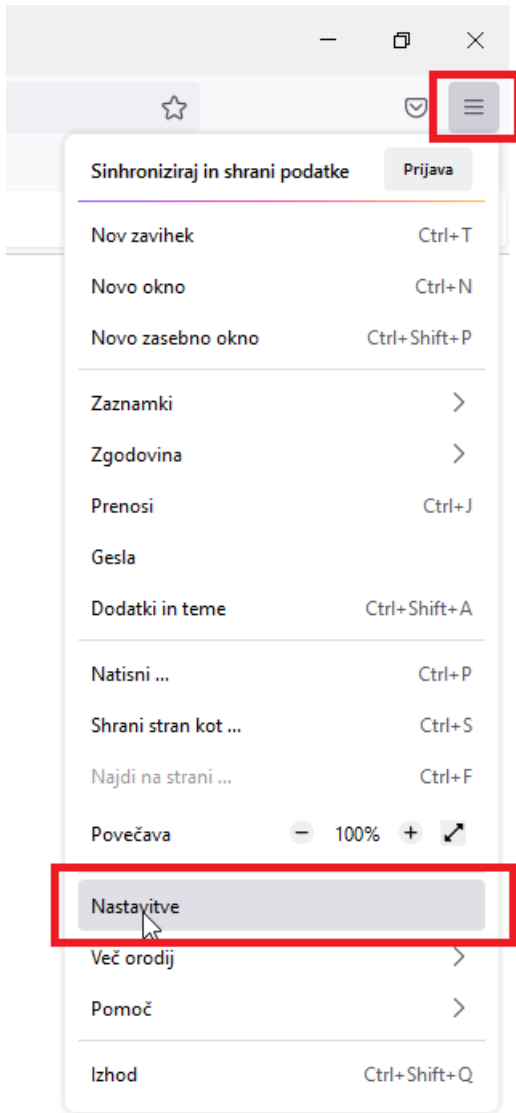 Sinhroniziraj in shrani podatke Prijava
Nov zavihek Ctrl+T
Novo okno Ctrl+N
Novo zasebno okno Ctrl+Shift+P
Zaznamki
Zgodovina
Prenosi Ctrl+J
Gesla
Dodatki in teme Ctrl+Shift+A
Natisni ... Ctrl+P
Shrani stran kot ... Ctrl+S
Najdi na strani ... Ctrl+F
Povečava − 100% +
Nastavitve
Več orodij
Pomoč
Izhod Ctrl+Shift+Q